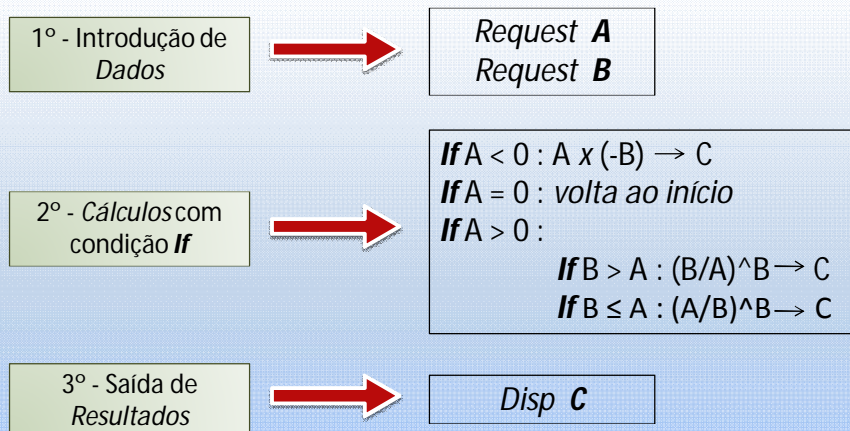 1º - Introdução de
Dados
Request A
Request B
2º - Cálculos com
condição If
If A < 0 : A x (-B) → C
If A = 0 : volta ao início
If A > 0 :
If B > A : (B/A)^B → C
If B ≤ A : (A/B)^B → C
3º - Saída de
Resultados
Disp C